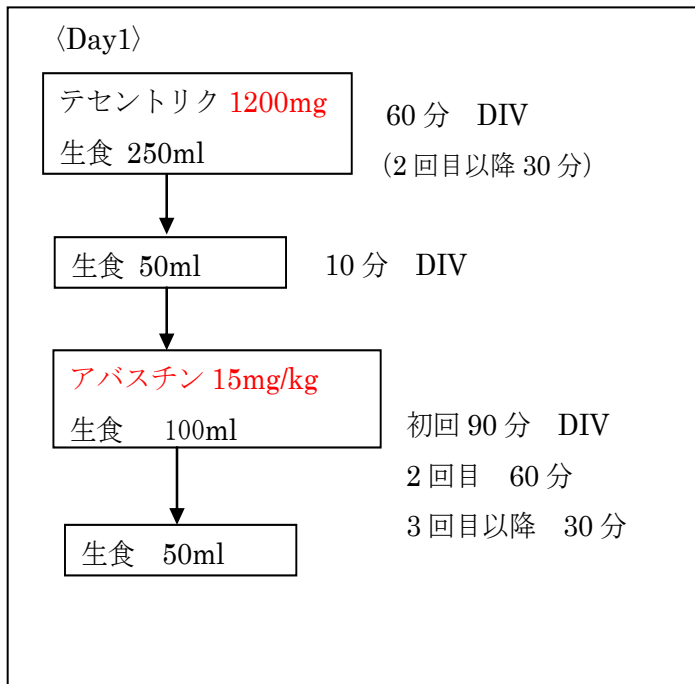 〈Day1〉
テセントリク 1200mg
生食 250ml
60 分　DIV
（2 回目以降 30 分）
生食 50ml
10 分　DIV
アバスチン 15mg/kg
生食　 100ml
初回 90 分　DIV
2 回目　60 分
3 回目以降　30 分
生食　50ml